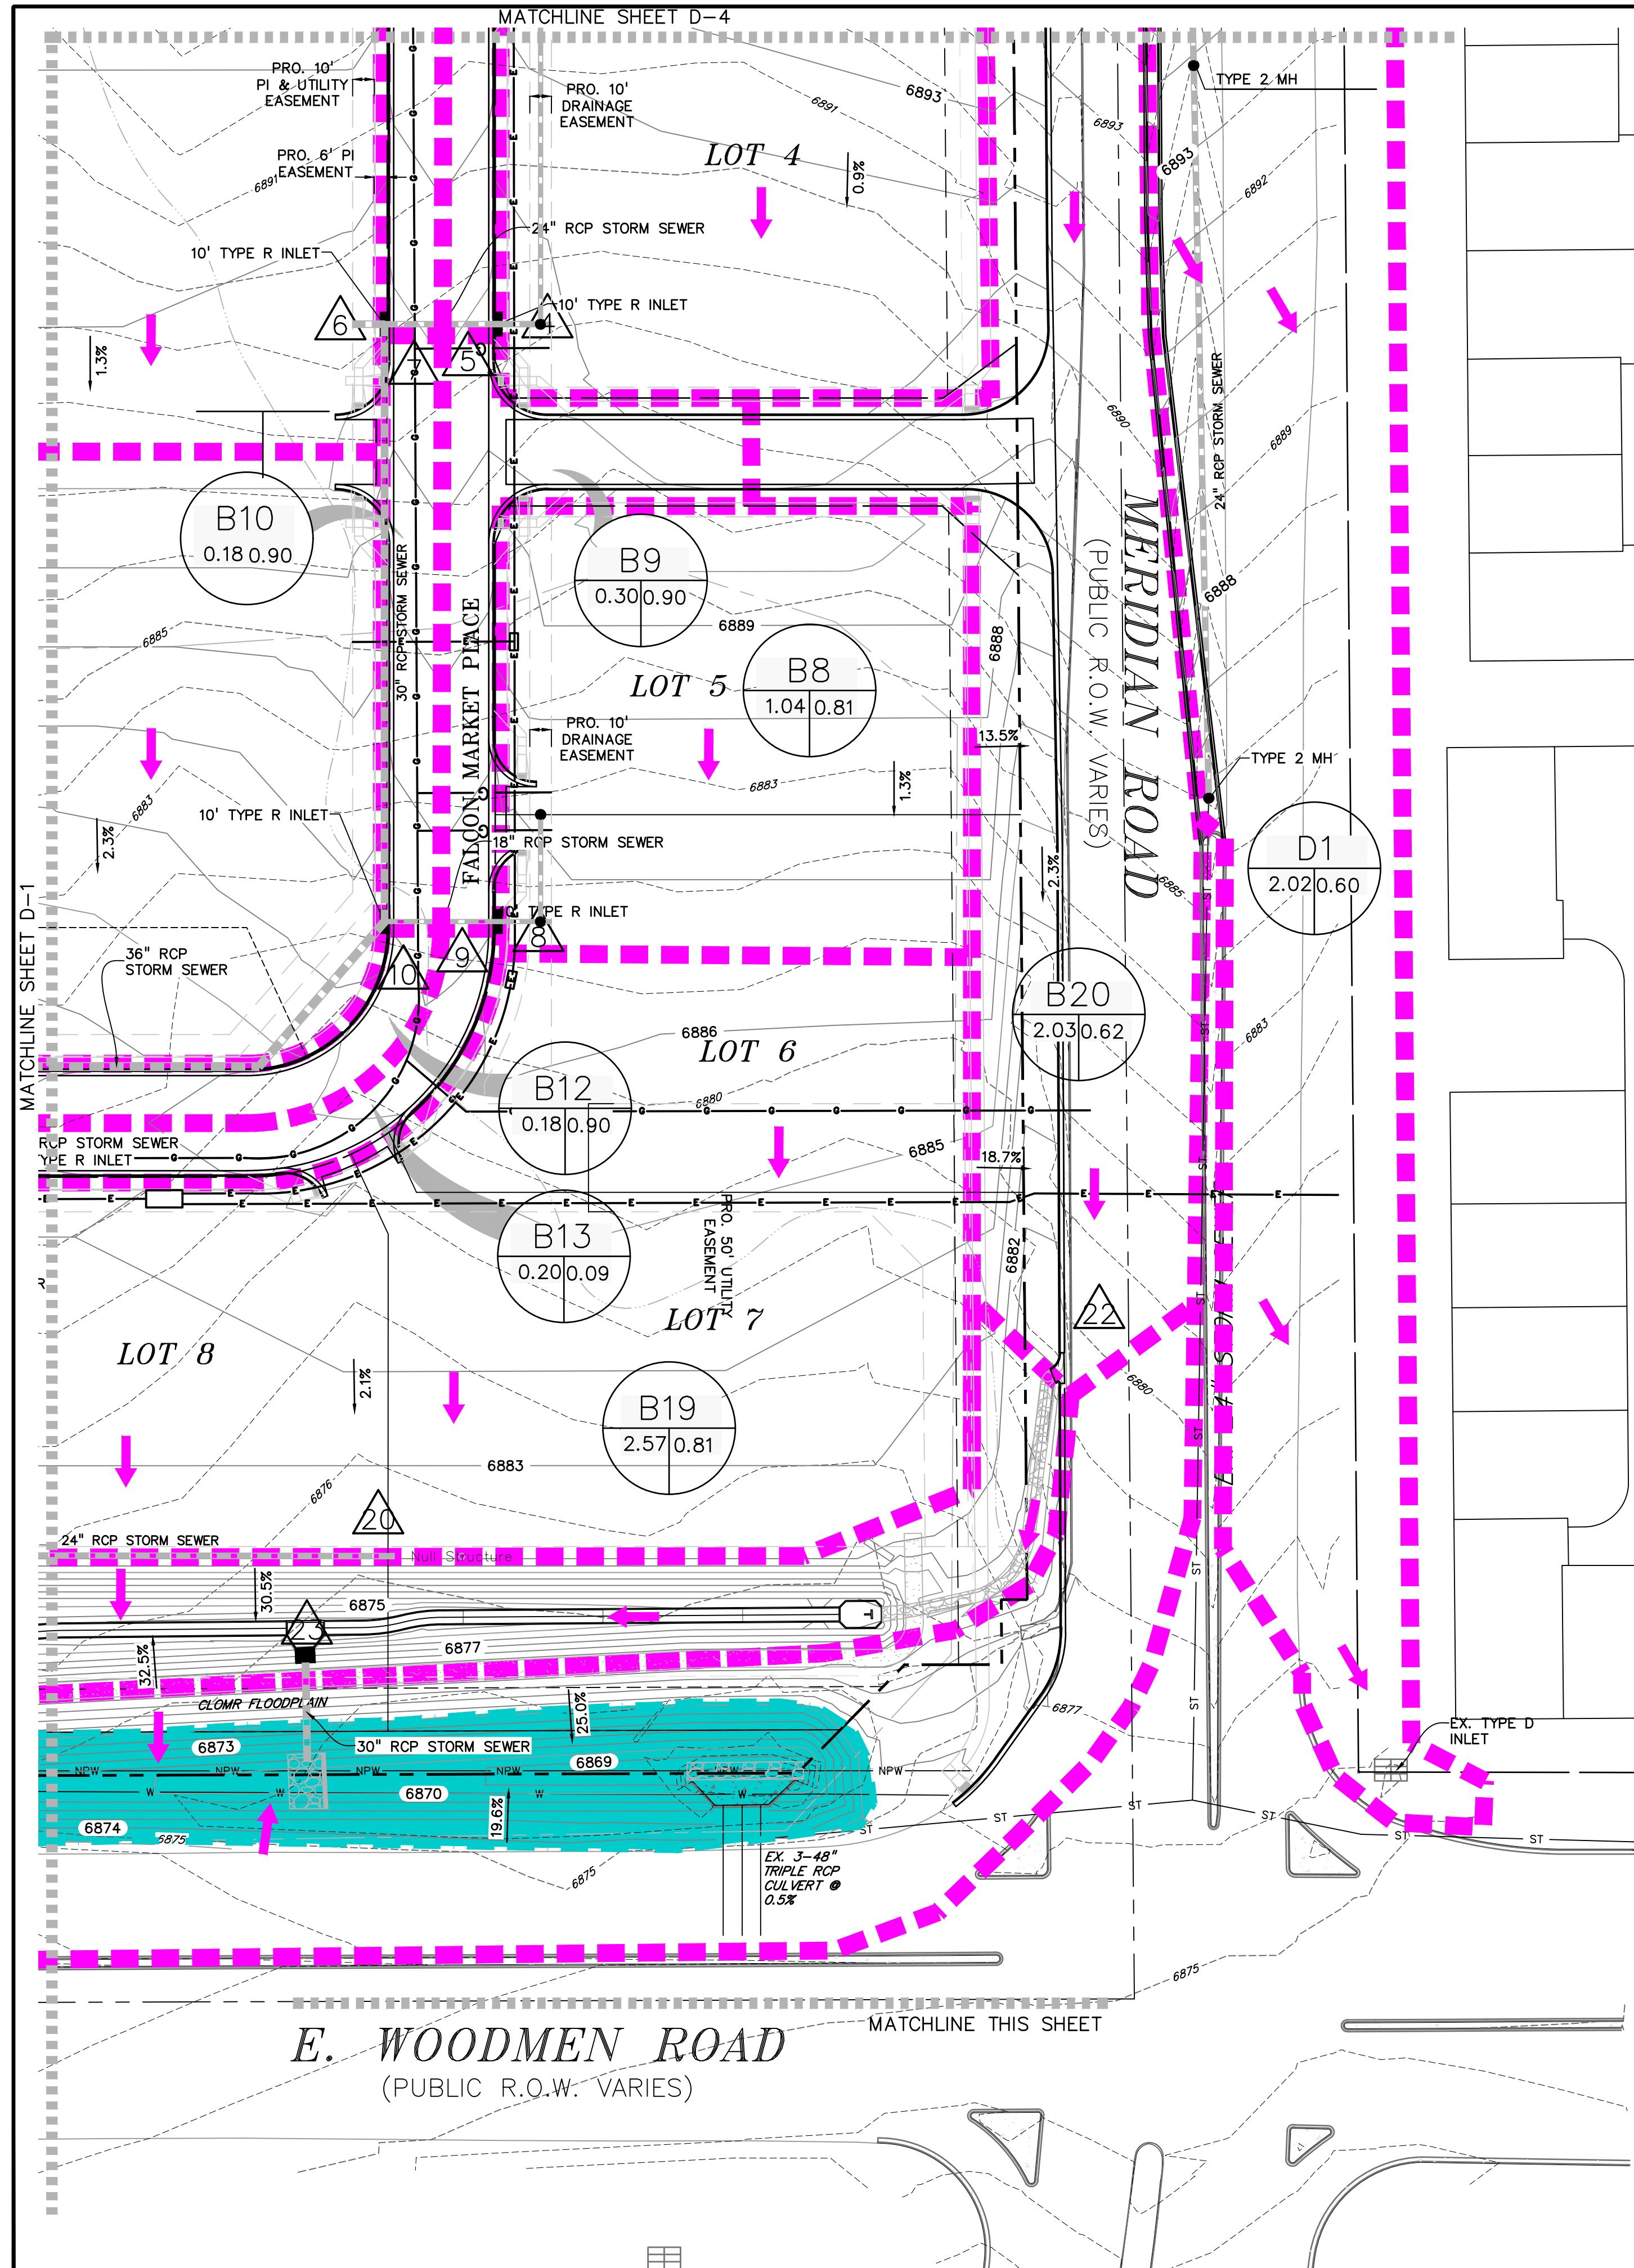 MATCHLINE SHEET D-4
PRO. 10'
PI & UTILITY
EASEMENT
PRO. 10'
DRAINAGE
EASEMENT
6891
6893
TYPE 2 MH
6893
LOT 4
0.9%
PRO. 6' PI
EASEMENT
6891
6893
6892
24" RCP STORM SEWER
10' TYPE R INLET
10' TYPE R INLET
6
4
7
5
1.3%
24" RCP STORM SEWER
6890
6889
B10
0.18 0.90
30" RCP STORM SEWER
B9
0.30 0.90
6888
MERIDIAN ROAD
(PUBLIC R.O.W. VARIES)
FALCON MARKET PLACE
6889
6888
6885
B8
1.04 0.81
LOT 5
PRO. 10'
DRAINAGE
EASEMENT
13.5%
TYPE 2 MH
6883
1.3%
6883
10' TYPE R INLET
2.3%
18" RCP STORM SEWER
2.3%
6885
D1
2.02 0.60
MATCHLINE SHEET D-1
TYPE R INLET
8
9
10
36" RCP
STORM SEWER
B20
2.03 0.62
6886
LOT 6
6883
B12
0.18 0.90
6880
RCP STORM SEWER
YPE R INLET
6885
18.7%
B13
0.20 0.09
PRO. 50' UTILITY
EASEMENT
6882
R
LOT 7
22
LOT 8
2.1%
6880
B19
2.57 0.81
6883
6876
20
24" RCP STORM SEWER
Null Structure
30.5%
6875
23
6877
32.5%
CLOMR FLOODPLAIN
25.0%
6877
6873
30" RCP STORM SEWER
6869
EX. TYPE D
INLET
NPW NPW NPW NPW NPW NPW
W W W W
6870
6874
6875
19.6%
ST ST ST ST ST
EX. 3-48"
TRIPLE RCP
CULVERT @
0.5%
6875
6875
MATCHLINE THIS SHEET
E. WOODMEN ROAD
(PUBLIC R.O.W. VARIES)